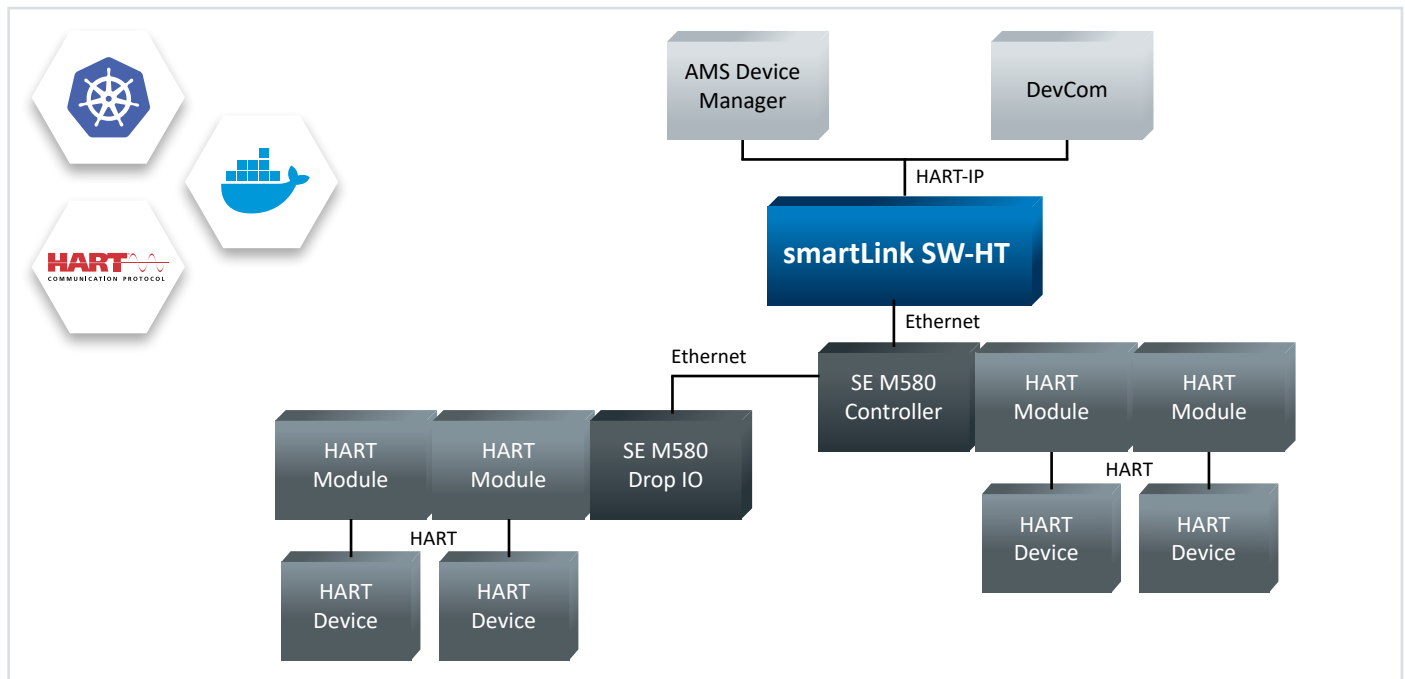 AMS Device
Manager
DevCom
HART-IP
smartLink SW-HT
HART
COMMUNICATION PROTOCOL
Ethernet
Ethernet
SE M580
Controller
HART
Module
HART
Module
HART
Module
HART
Module
SE M580
Drop IO
HART
HART
Device
HART
Device
HART
HART
Device
HART
Device